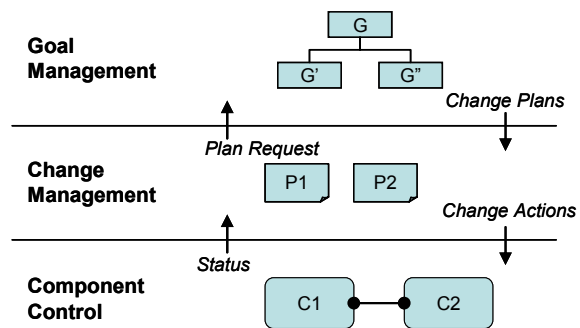 Goal
Management
G
G'
G"
Change Plans
Plan Request
Change
Management
P1
P2
Change Actions
Status
Component
Control
C1
C2